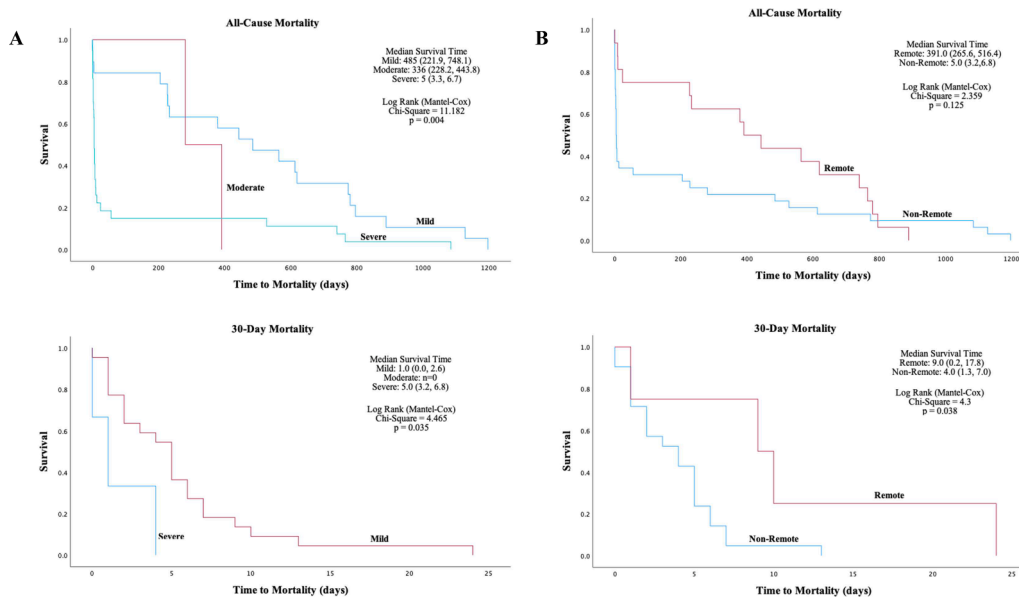 A
All-Cause Mortality
Median Survival Time
Mild: 485 (221.9, 748.1)
Moderate: 336 (228.2, 443.8)
Severe: 5 (3.3, 6.7)
Log Rank (Mantel-Cox)
Chi-Square = 11.182
p = 0.004
Survival
1.0
0.8
0.6
0.4
0.2
0.0
Moderate
Mild
Severe
0 200 400 600 800 1000 1200
Time to Mortality (days)
B
All-Cause Mortality
Median Survival Time
Remote: 391.0 (265.6, 516.4)
Non-Remote: 5.0 (3.2,6.8)
Log Rank (Mantel-Cox)
Chi-Square = 2.359
p = 0.125
Survival
1.0
0.8
0.6
0.4
0.2
0.0
Remote
Non-Remote
0 200 400 600 800 1000 1200
Time to Mortality (days)
30-Day Mortality
Median Survival Time
Mild: 1.0 (0.0, 2.6)
Moderate: n=0
Severe: 5.0 (3.2, 6.8)
Log Rank (Mantel-Cox)
Chi-Square = 4.465
p = 0.035
Survival
1.0
0.8
0.6
0.4
0.2
0.0
Severe
Mild
0 5 10 15 20 25
Time to Mortality (days)
30-Day Mortality
Median Survival Time
Remote: 9.0 (0.2, 17.8)
Non-Remote: 4.0 (1.3, 7.0)
Log Rank (Mantel-Cox)
Chi-Square = 4.3
p = 0.038
Survival
1.0
0.8
0.6
0.4
0.2
0.0
Remote
Non-Remote
0 5 10 15 20 25
Time to Mortality (days)